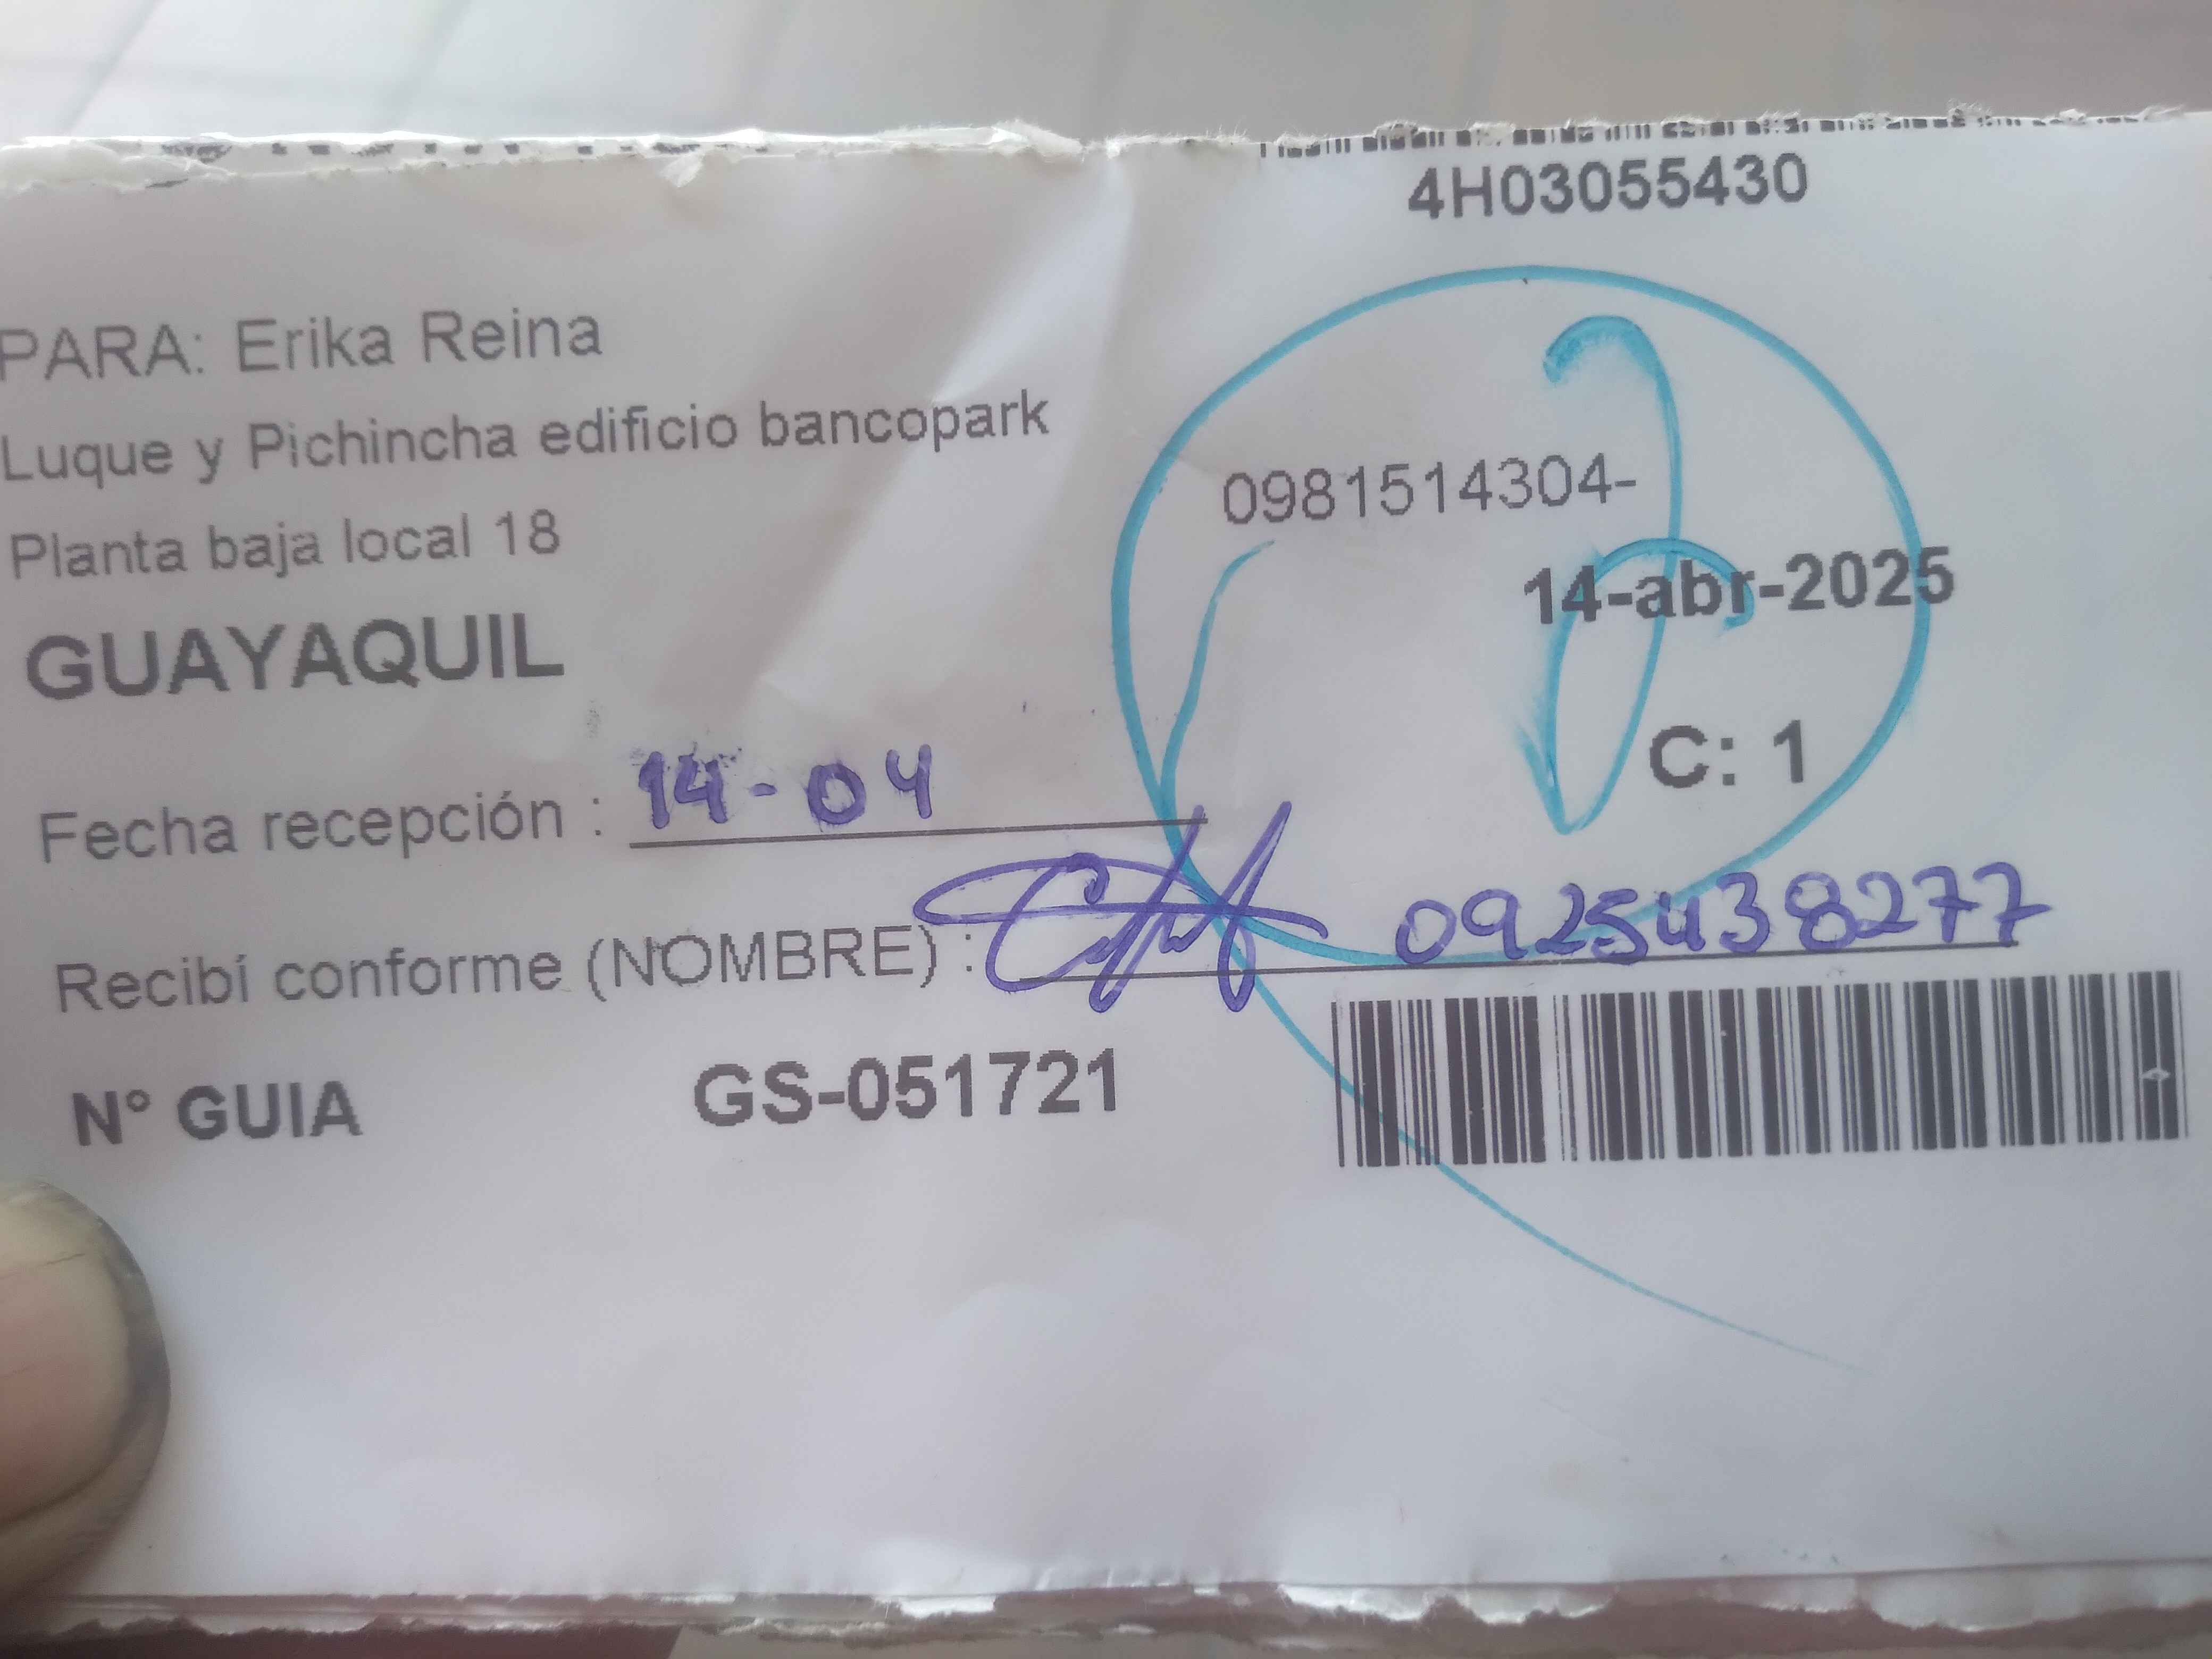 4H03055430
PARA: Erika Reina
Luque y Pichincha edificio bancopark
0981514304-
Planta baja local 18
14-abr-2025
GUAYAQUIL
C: 1
Fecha recepción : 14-04
Recibí conforme (NOMBRE) : 0925438277
N° GUIA GS-051721